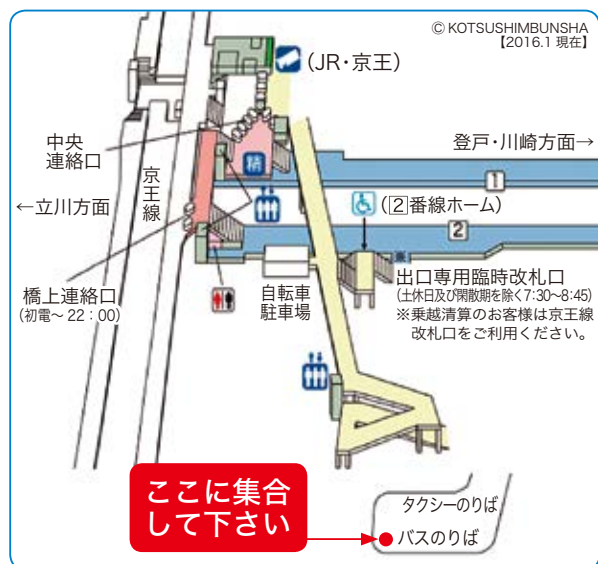 © KOTSUSHIMBUNSHA
【2016.1 現在】
(JR・京王)
中央
連絡口
京王線
登戸・川崎方面→
精
1
←立川方面
(2番線ホーム)
2
橋上連絡口
(初電～22：00)
自転車
駐車場
出口専用臨時改札口
(土休日及び閑散期を除く7:30～8:45)
※乗越清算のお客様は京王線
改札口をご利用ください。
ここに集合
して下さい
タクシーのりば
バスのりば